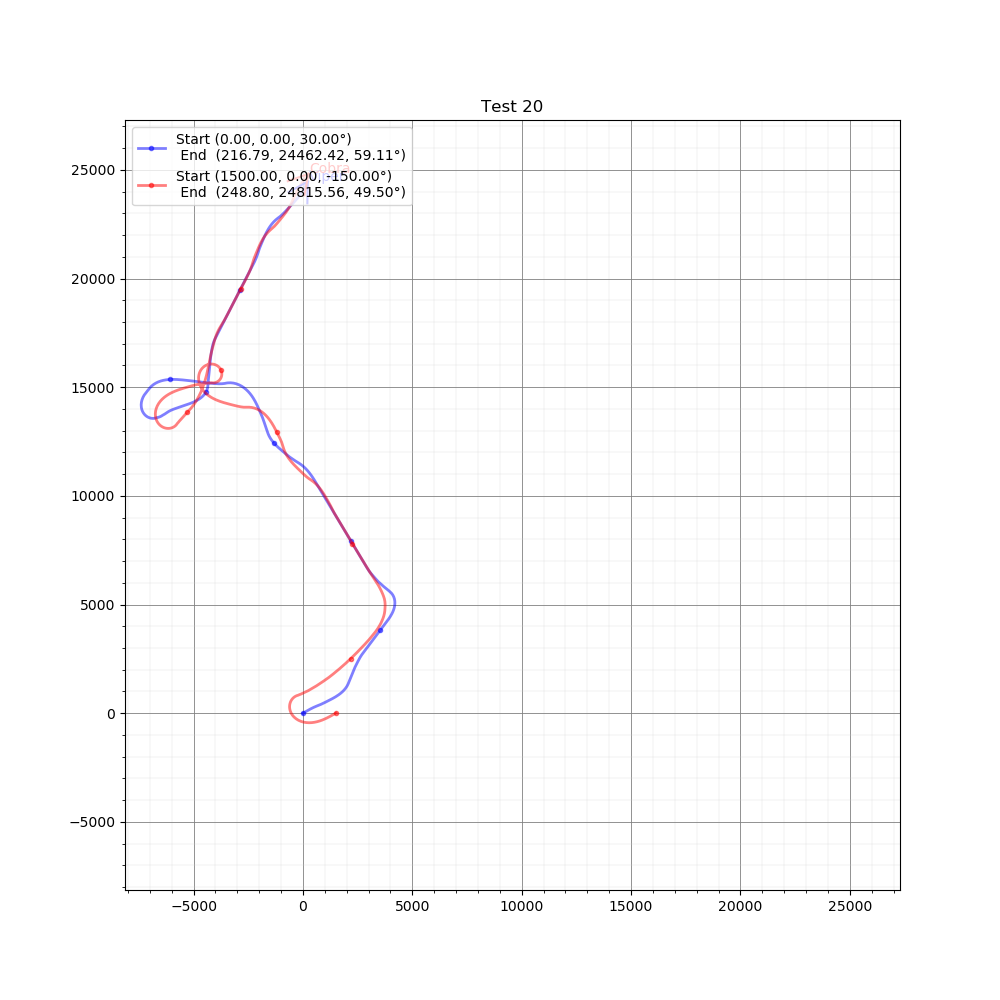 Test 20
Start (0.00, 0.00, 30.00°)
End (216.79, 24462.42, 59.11°)
Start (1500.00, 0.00, -150.00°)
End (248.80, 24815.56, 49.50°)
Cobra
25000
20000
15000
10000
5000
0
−5000
−5000 0 5000 10000 15000 20000 25000